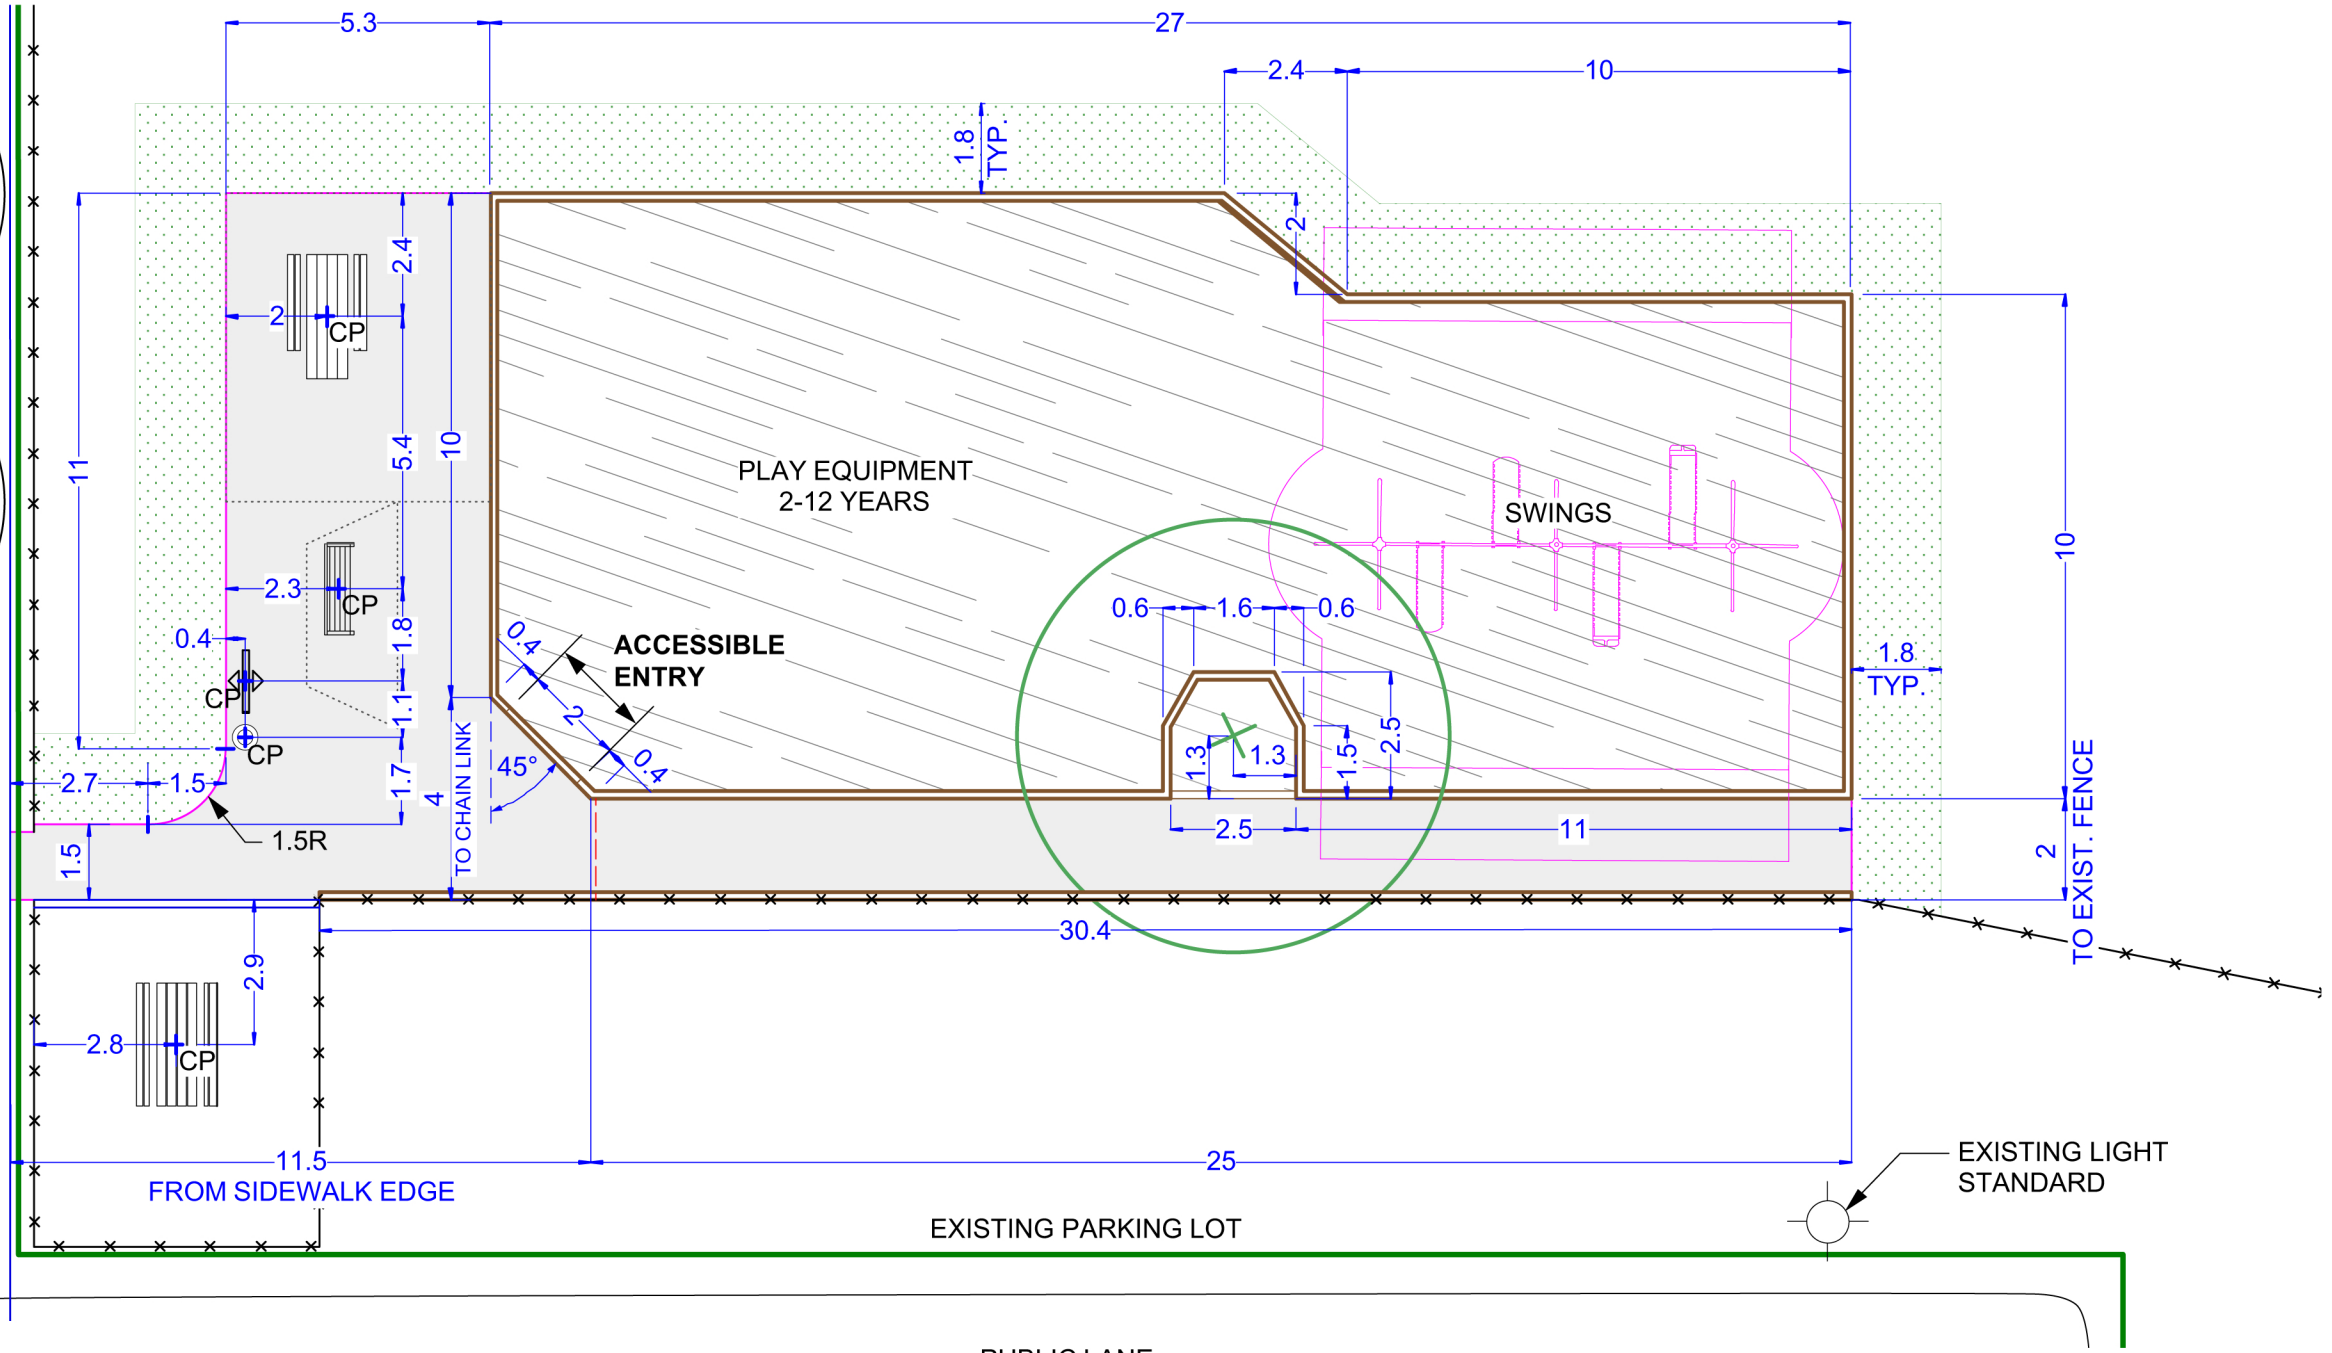 5.3
27
2.4
10
1.8
TYP.
2
2.4
2
CP
11
5.4
10
PLAY EQUIPMENT
2-12 YEARS
SWINGS
10
2.3
CP
0.4
1.8
CP
1.1
CP
0.4
ACCESSIBLE
ENTRY
2
0.4
45°
0.6
1.6
0.6
1.3
1.3
1.5
2.5
1.8
TYP.
2.7
1.5
1.7
4
TO CHAIN LINK
1.5R
1.5
2.5
11
2
TO EXIST. FENCE
30.4
2.9
2.8
CP
11.5
25
FROM SIDEWALK EDGE
EXISTING LIGHT
STANDARD
EXISTING PARKING LOT
PUBLIC LANE